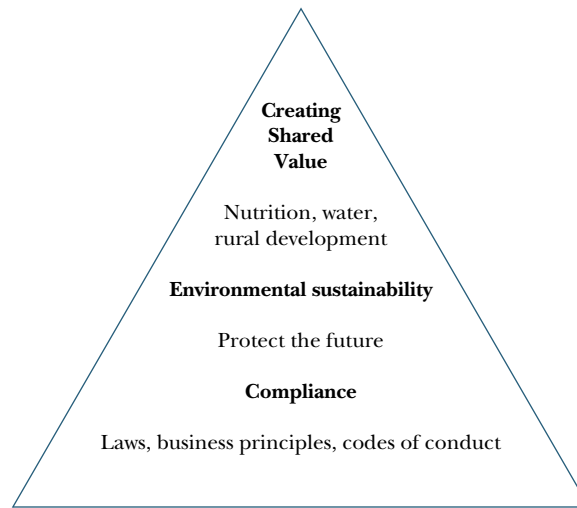 Creating
Shared
Value
Nutrition, water,
rural development
Environmental sustainability
Protect the future
Compliance
Laws, business principles, codes of conduct